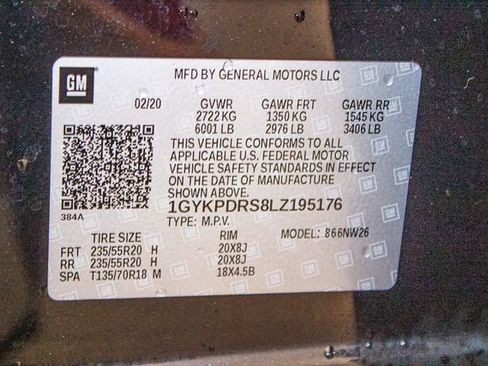 GM
MFD BY GENERAL MOTORS LLC
02/20 GVWR GAWR FRT GAWR RR
2722 KG 1350 KG 1545 KG
6001 LB 2976 LB 3406 LB
THIS VEHICLE CONFORMS TO ALL
APPLICABLE U.S. FEDERAL MOTOR
VEHICLE SAFETY STANDARDS IN EFFECT
ON THE DATE OF MANUFACTURE
SHOWN ABOVE.
384A
1GYKPDRS8LZ195176
TYPE: M.P.V.
TIRE SIZE RIM MODEL: 866NW26
FRT 235/55R20 H 20X8J
RR 235/55R20 H 20X8J
SPA T135/70R18 M 18X4.5B